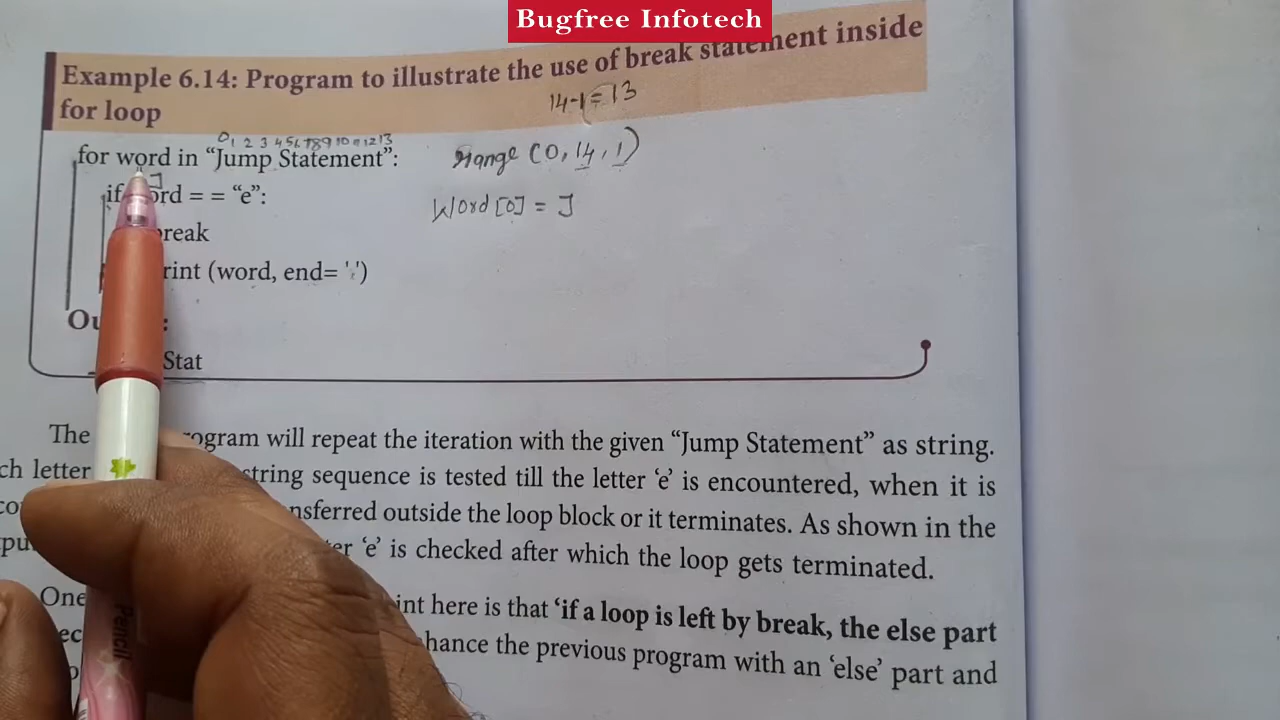 Bugfree Infotech
Example 6.14: Program to illustrate the use of break statement inside
for loop
14-1=13
0 1 2 3 4 5 6 7 8 9 10 11 12 13
for word in “Jump Statement”:
range (0, 14, 1)
J
if word = = “e”:
Word [0] = J
break
print (word, end= '')
:
Stat
The rogram will repeat the iteration with the given “Jump Statement” as string.
ch letter string sequence is tested till the letter ‘e’ is encountered, when it is
nsferred outside the loop block or it terminates. As shown in the
er ‘e’ is checked after which the loop gets terminated.
One int here is that ‘if a loop is left by break, the else part
hance the previous program with an ‘else’ part and
Pencil